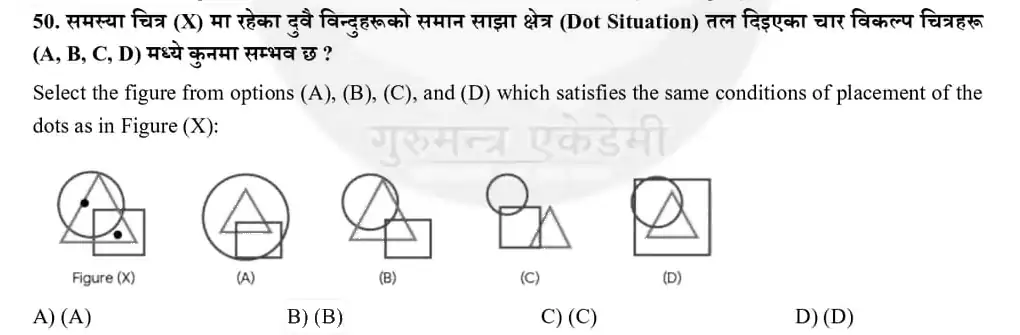 50. समस्या चित्र (X) मा रहेका दुवै विन्दुहरूको समान साझा क्षेत्र (Dot Situation) तल दिइएका चार विकल्प चित्रहरू
(A, B, C, D) मध्ये कुनमा सम्भव छ ?
Select the figure from options (A), (B), (C), and (D) which satisfies the same conditions of placement of the
dots as in Figure (X):
गुरुमन्त्र एकेडेमी
Figure (X) (A) (B) (C) (D)
A) (A) B) (B) C) (C) D) (D)